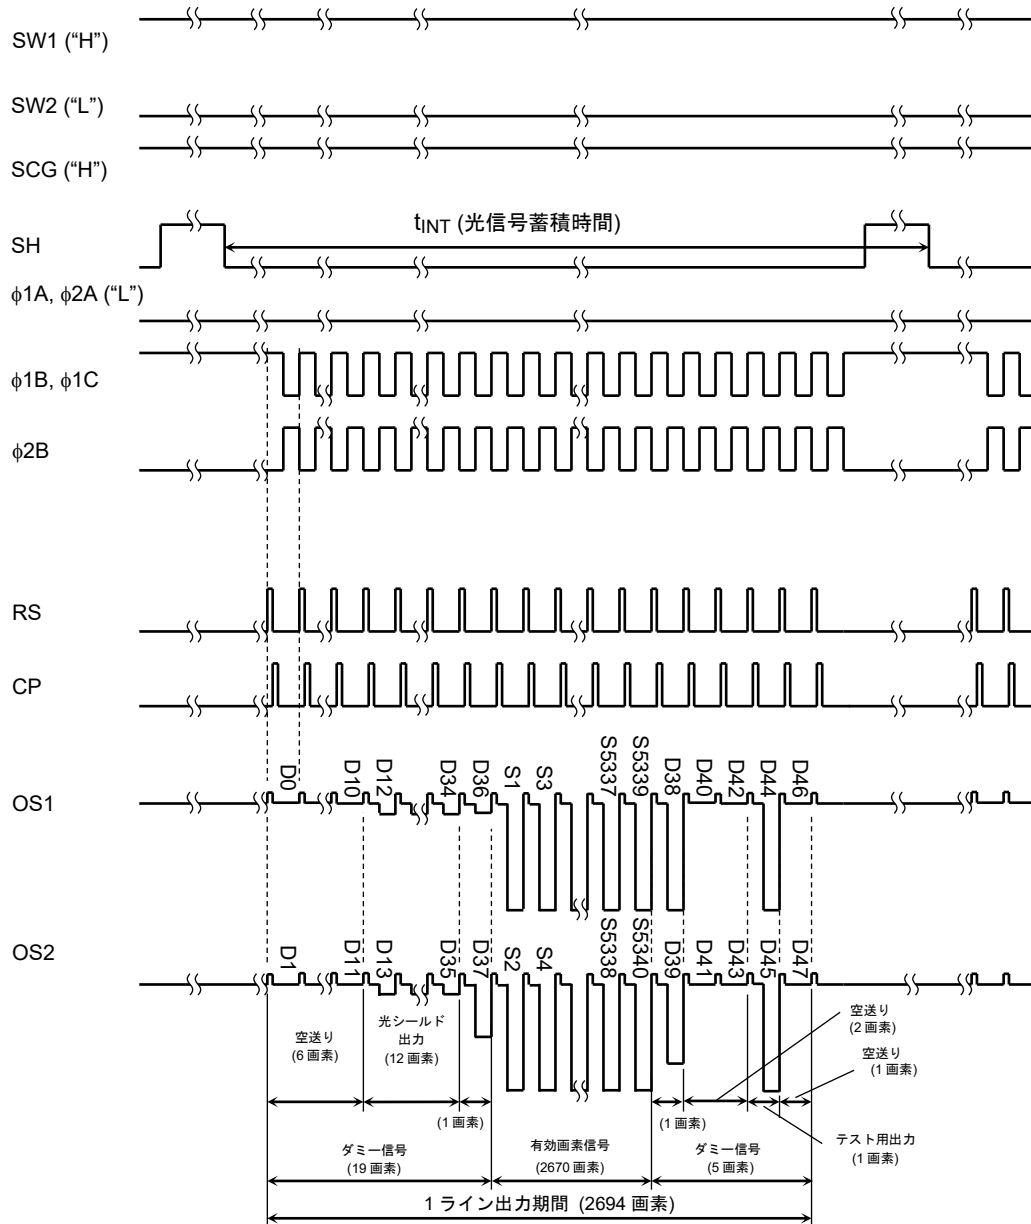 SW1 (“H”)
SW2 (“L”)
SCG (“H”)
tINT (光信号蓄積時間)
SH
ϕ1A, ϕ2A (“L”)
ϕ1B, ϕ1C
ϕ2B
RS
CP
OS1
D0
D10
D12
D34
D36
S1
S3
S5337
S5339
D38
D40
D42
D44
D46
OS2
D1
D11
D13
D35
D37
S2
S4
S5338
S5340
D39
D41
D43
D45
D47
空送り
(6 画素)
光シールド
出力
(12 画素)
(1 画素)
(1 画素)
空送り
(2 画素)
空送り
(1 画素)
テスト用出力
(1 画素)
ダミー信号
(19 画素)
有効画素信号
(2670 画素)
ダミー信号
(5 画素)
1 ライン出力期間 (2694 画素)